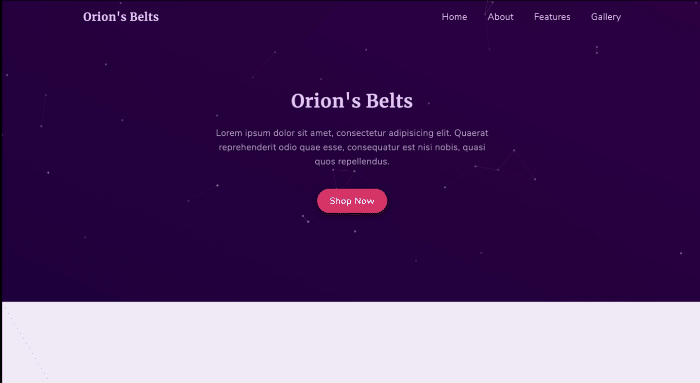 Orion's Belts
Home About Features Gallery
Orion's Belts
Lorem ipsum dolor sit amet, consectetur adipisicing elit. Quaerat
reprehenderit odio quae esse, consequatur est nisi nobis, quasi
quos repellendus.
Shop Now